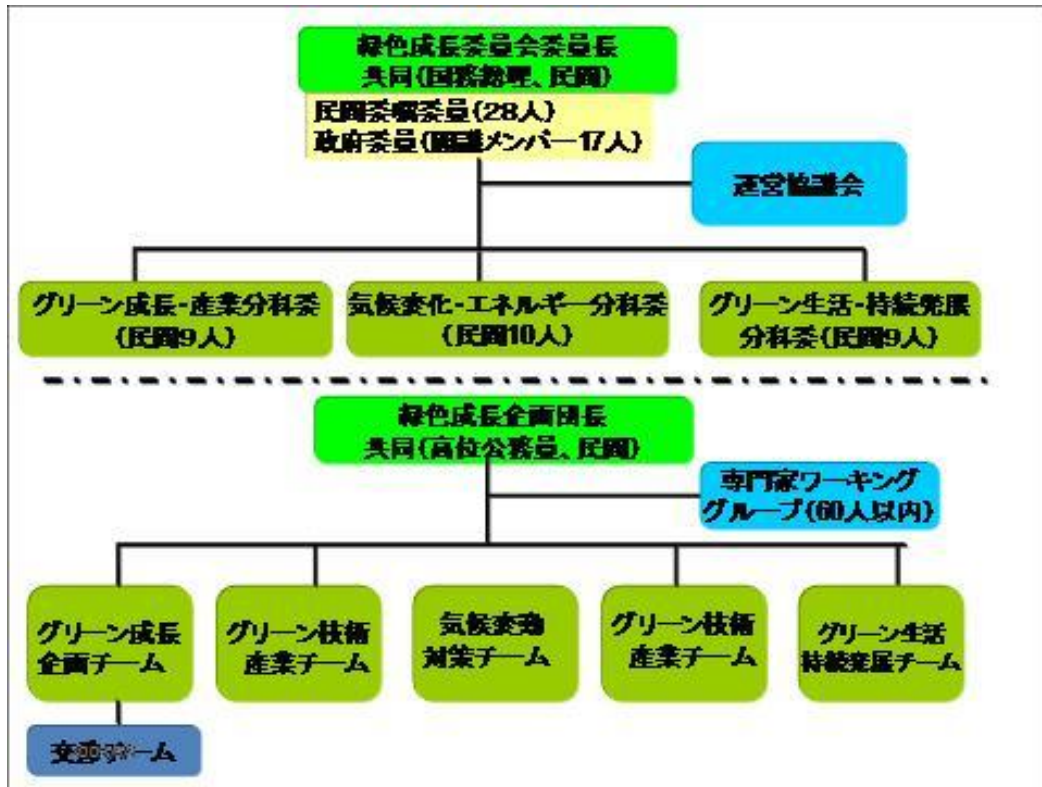 緑色成長委員会委員長
共同(国務総理、民間)
民間委嘱委員(28人)
政府委員(閣議メンバー17人)
運営協議会
グリーン成長・産業分科委
(民間9人)
気候変化・エネルギー分科委
(民間10人)
グリーン生活・持続発展
分科委(民間9人)
緑色成長企画団長
共同(高位公務員、民間)
専門家ワーキング
グループ(60人以内)
グリーン成長
企画チーム
グリーン技術
産業チーム
気候変動
対策チーム
グリーン技術
産業チーム
グリーン生活
持続発展チーム
ーム